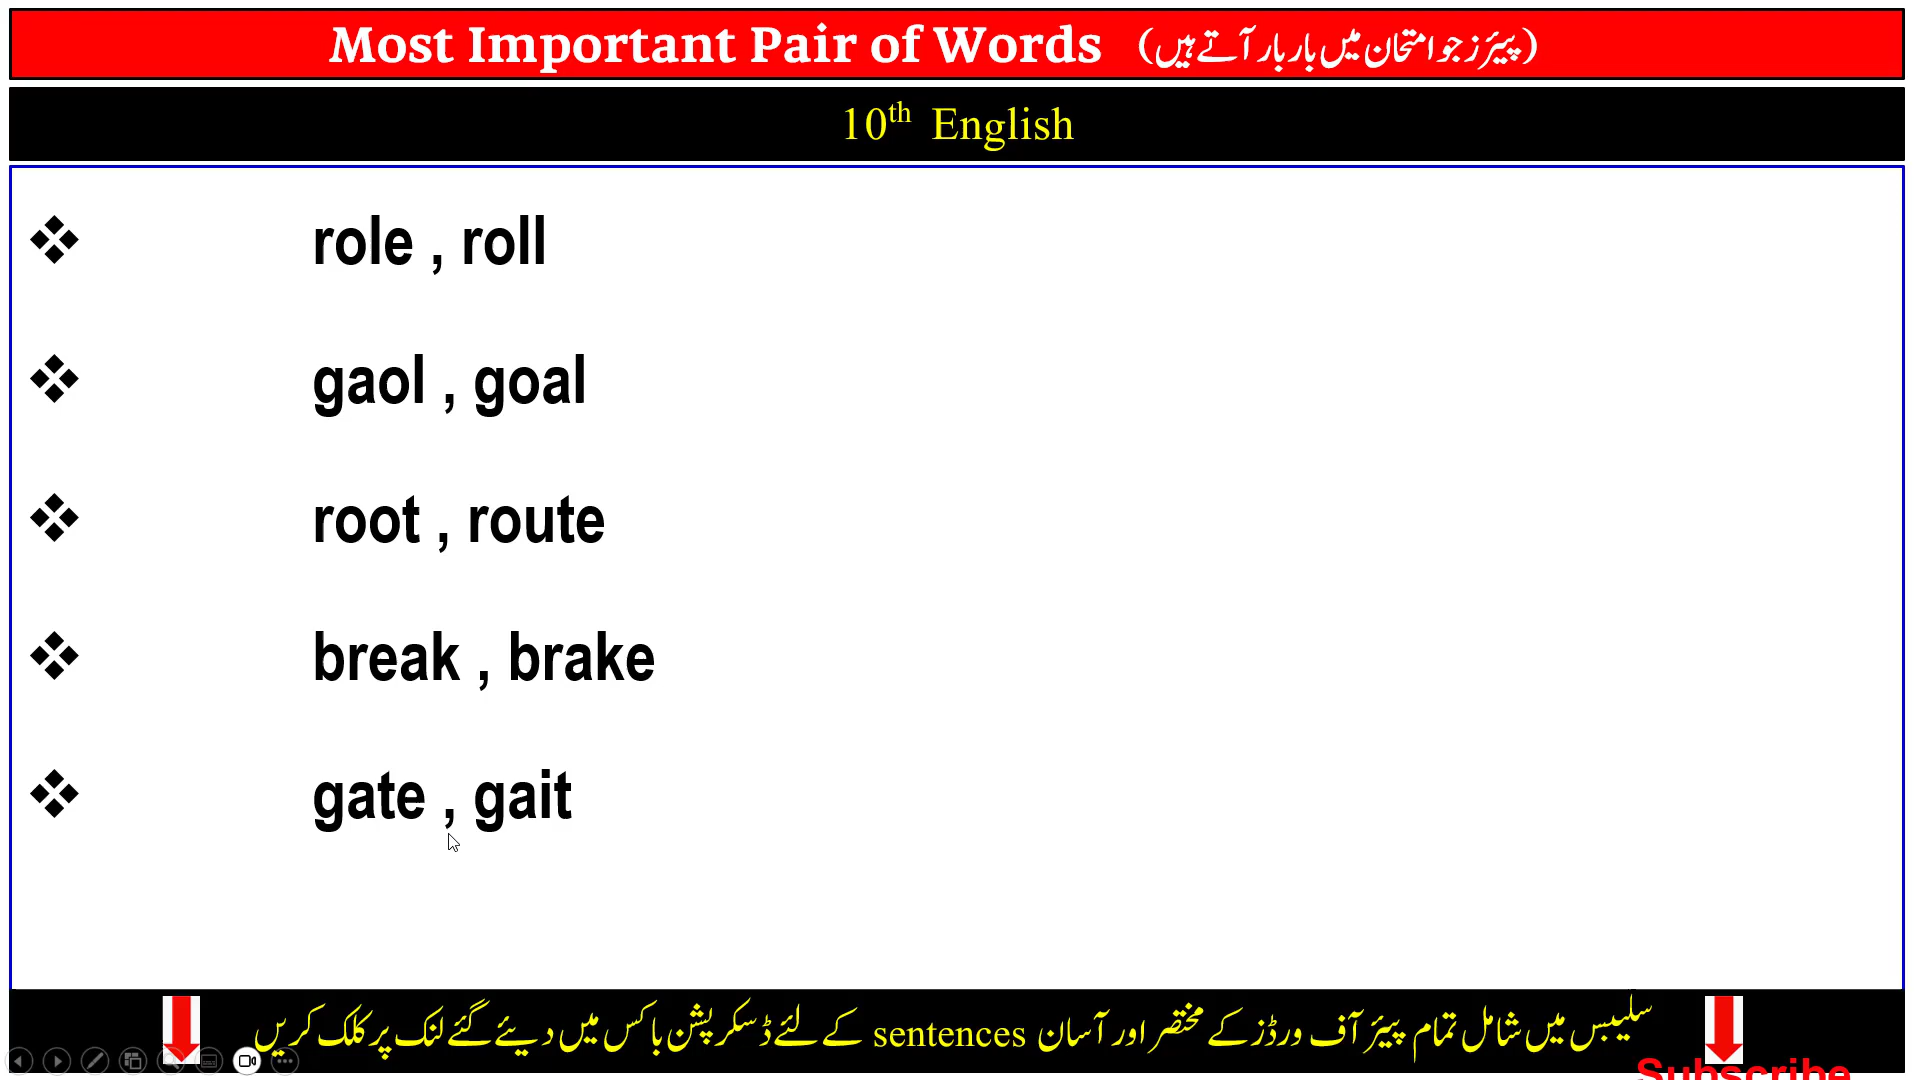 Most Important Pair of Words (پیئرز جو امتحان میں بار بار آتے ہیں)
10th English
❖ role , roll
❖ gaol , goal
❖ root , route
❖ break , brake
❖ gate , gait
سلیبس میں شامل تمام پیئر آف ورڈز کے مختصر اور آسان sentences کے لئے ڈسکرپشن باکس میں دیئے گئے لنک پر کلک کریں
Subscribe